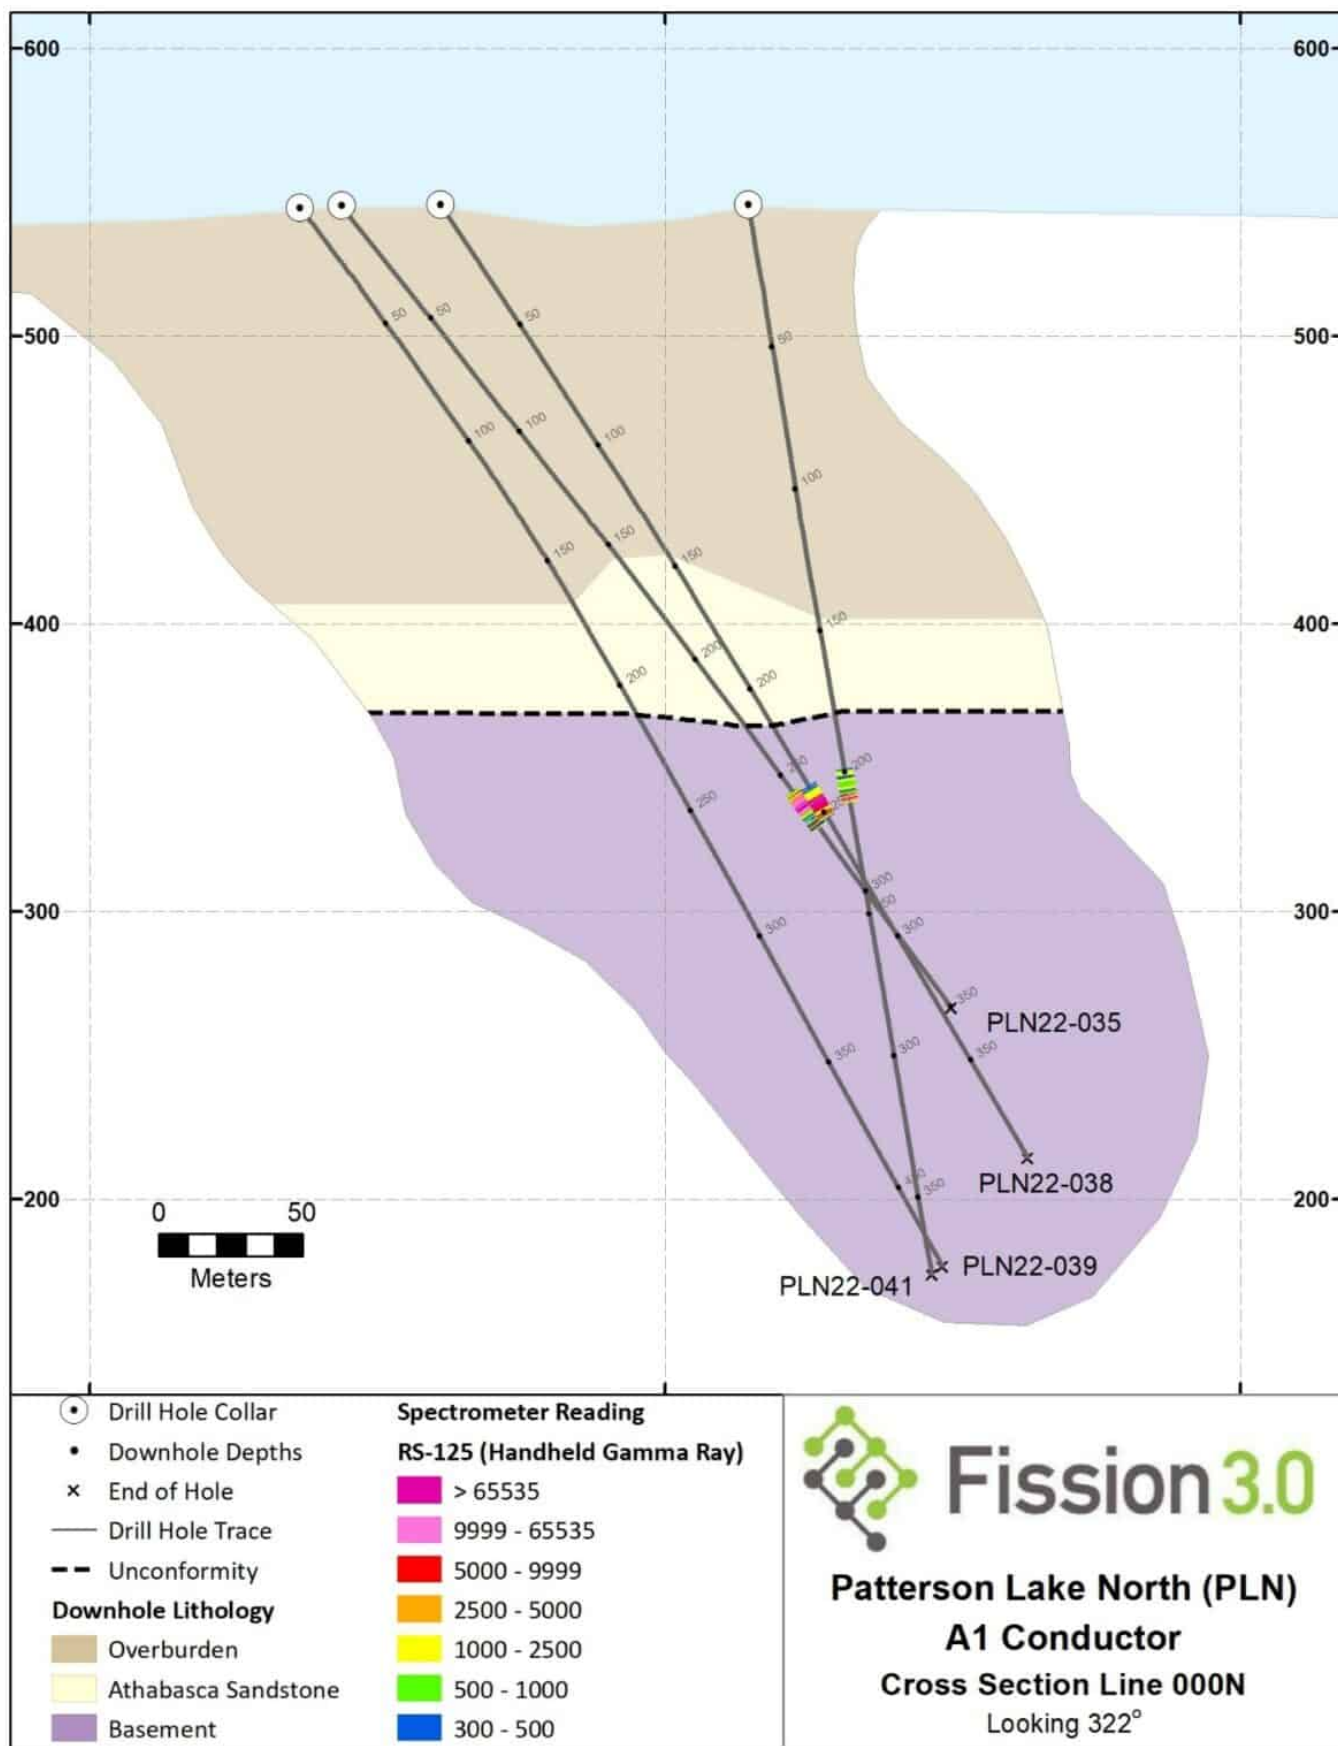 600
600
50
50
50
50
500
500
100
100
100
100
150
150
150
150
400
400
200
200
200
200
250
250
300
300
300
300
300
350
350
PLN22-035
350
300
PLN22-038
350
200
200
0 50
Meters
PLN22-039
PLN22-041
Drill Hole Collar
Downhole Depths
End of Hole
Drill Hole Trace
Unconformity
Downhole Lithology
Overburden
Athabasca Sandstone
Basement
Spectrometer Reading
RS-125 (Handheld Gamma Ray)
> 65535
9999 - 65535
5000 - 9999
2500 - 5000
1000 - 2500
500 - 1000
300 - 500
Fission 3.0
Patterson Lake North (PLN)
A1 Conductor
Cross Section Line 000N
Looking 322°